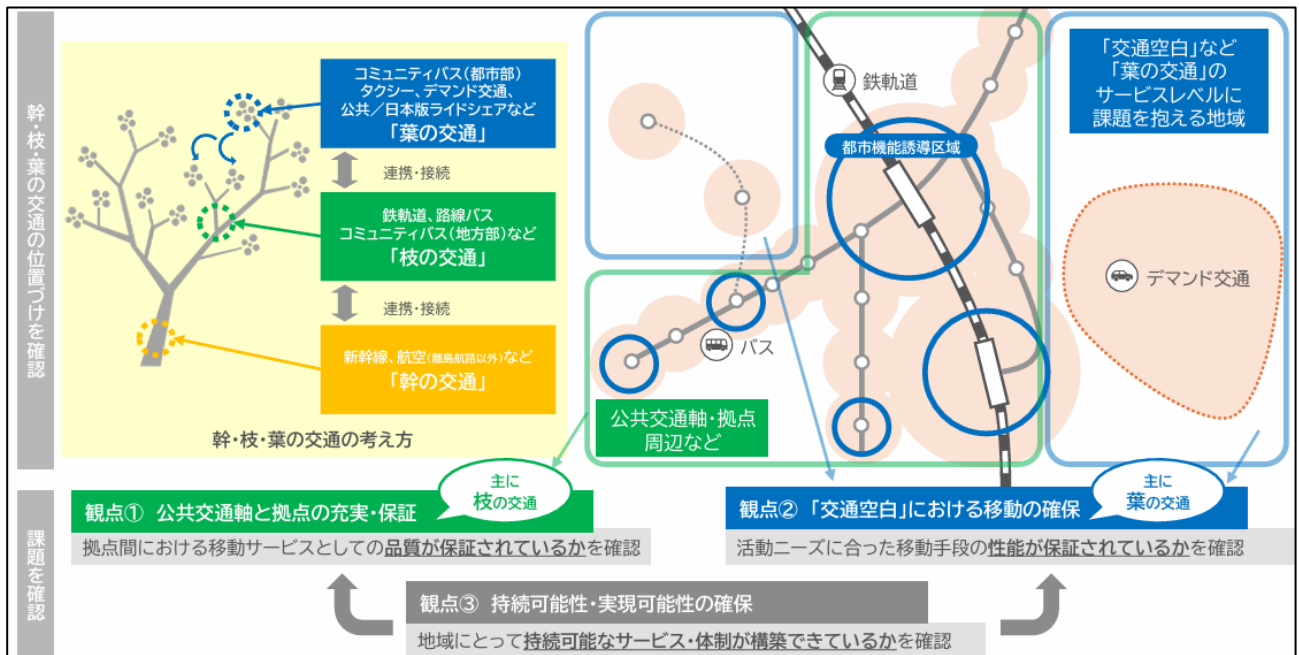 幹・枝・葉の交通の位置づけを確認
コミュニティバス(都市部)
タクシー、デマンド交通、
公共/日本版ライドシェアなど
「葉の交通」
連携・接続
鉄軌道、路線バス
コミュニティバス(地方部)など
「枝の交通」
連携・接続
新幹線、航空(離島航路以外)など
「幹の交通」
幹・枝・葉の交通の考え方
鉄軌道
都市機能誘導区域
バス
公共交通軸・拠点
周辺など
「交通空白」など
「葉の交通」の
サービスレベルに
課題を抱える地域
デマンド交通
課題を確認
主に
枝の交通
観点① 公共交通軸と拠点の充実・保証
拠点間における移動サービスとしての品質が保証されているかを確認
主に
葉の交通
観点② 「交通空白」における移動の確保
活動ニーズに合った移動手段の性能が保証されているかを確認
観点③ 持続可能性・実現可能性の確保
地域にとって持続可能なサービス・体制が構築できているかを確認